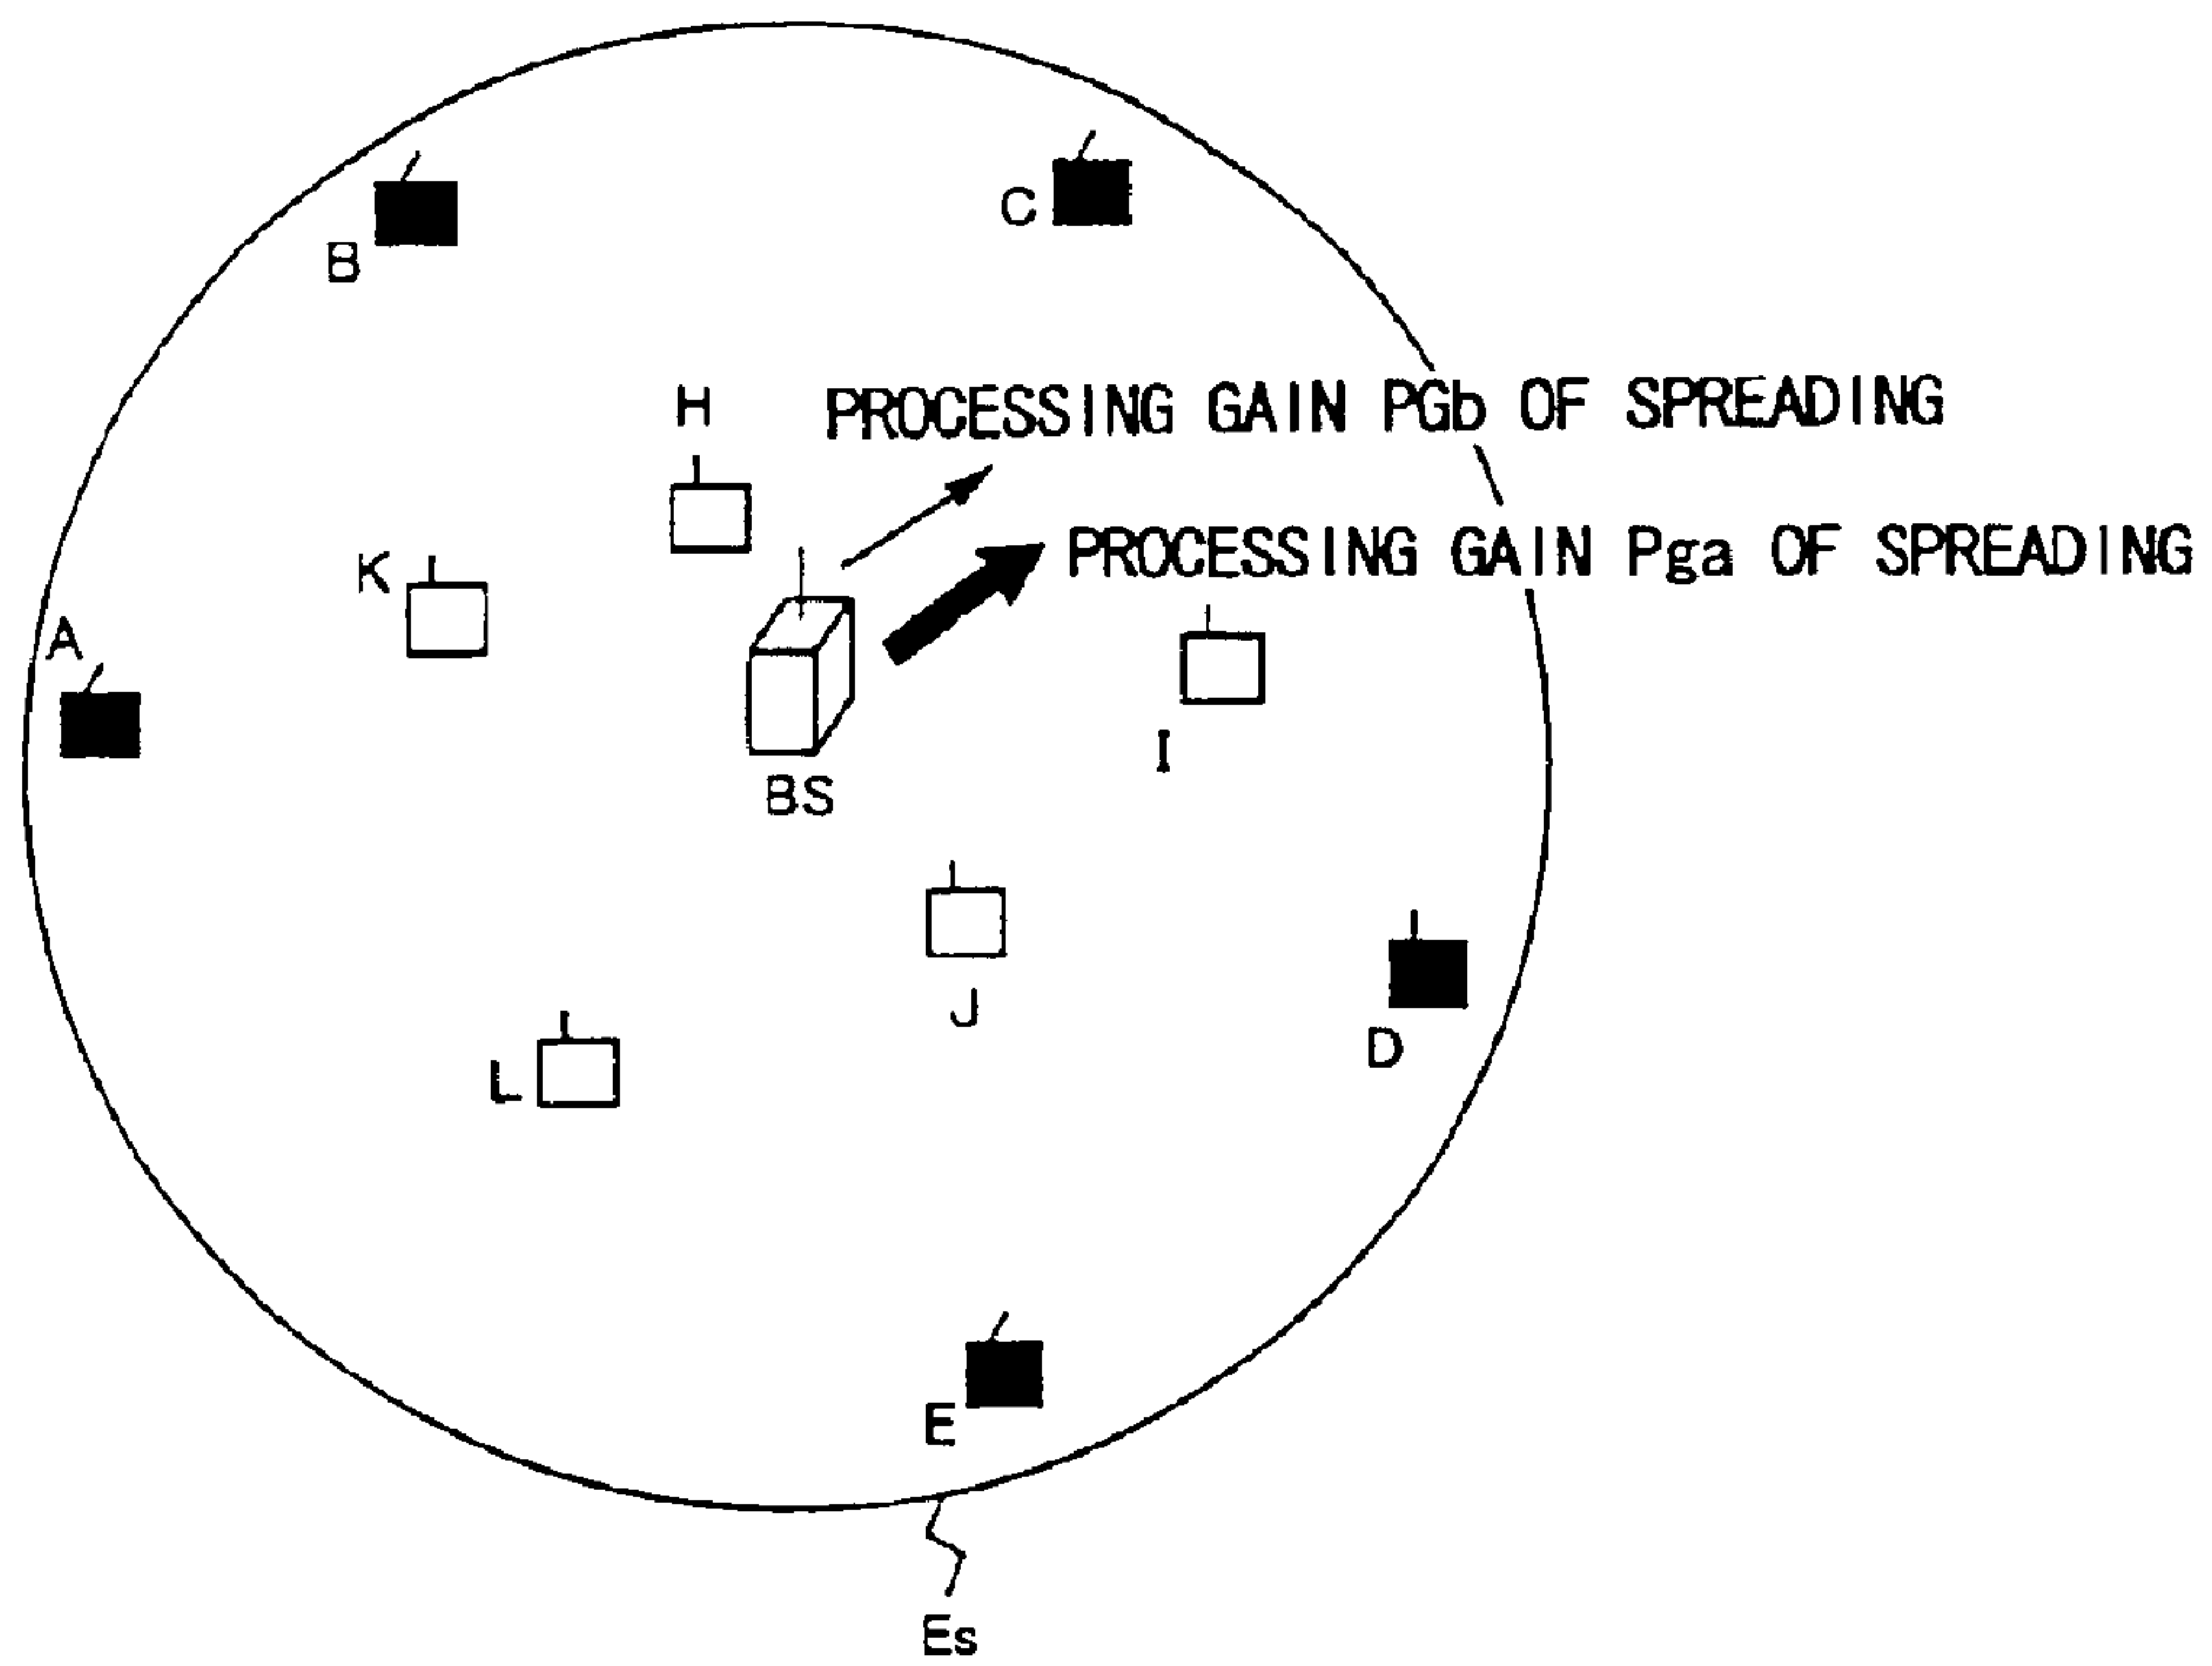 C
B
H
PROCESSING GAIN PGb OF SPREADING
PROCESSING GAIN Pga OF SPREADING
K
A
I
BS
J
D
L
E
Es